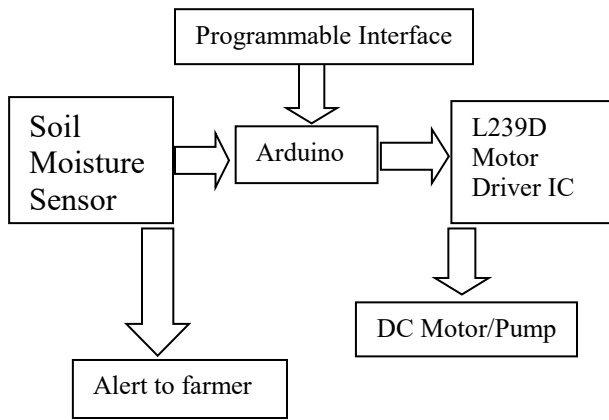 Programmable Interface
Soil
Moisture
Sensor
Arduino
L239D
Motor
Driver IC
DC Motor/Pump
Alert to farmer